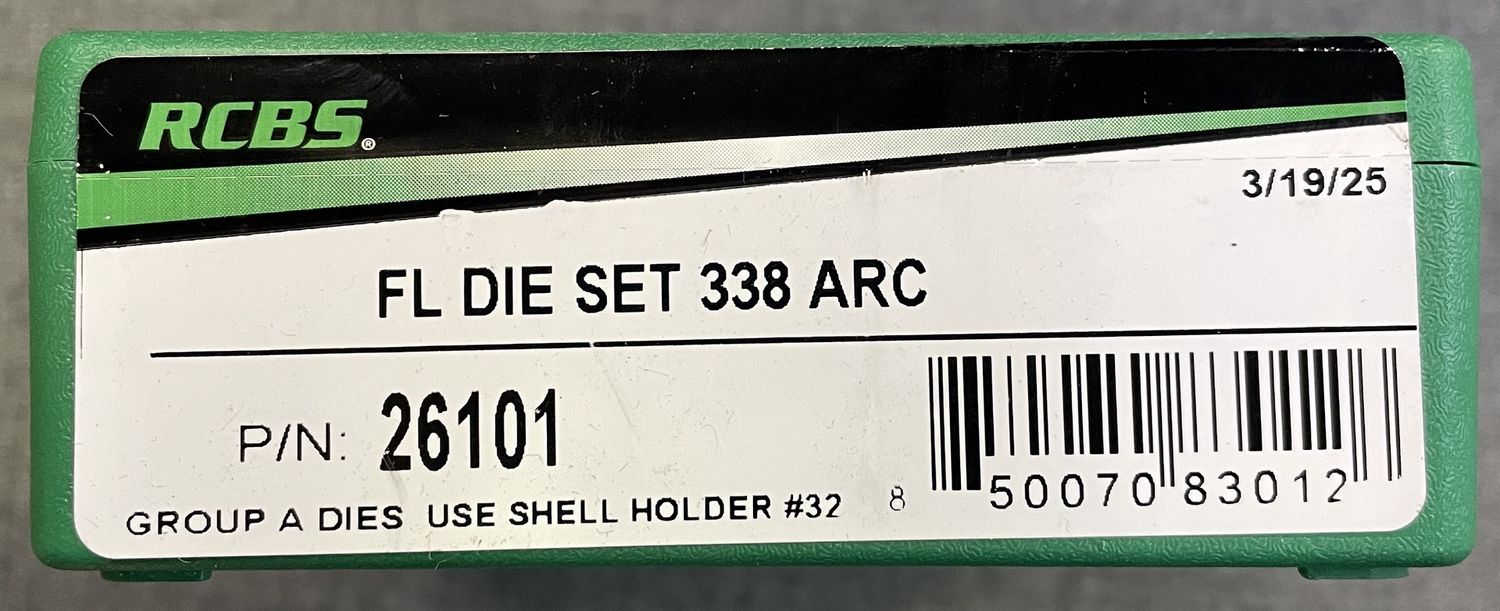 RCBS®
3/19/25
FL DIE SET 338 ARC
P/N: 26101
GROUP A DIES USE SHELL HOLDER #32
8 50070 83012